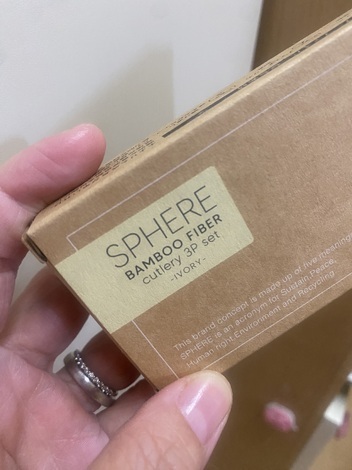 SPHERE
BAMBOO FIBER
cutlery 3P set
-IVORY-
This brand concept is made up of five meaning
SPHERE is an acronym for Sustain Peace
Human right Environment and Recycling